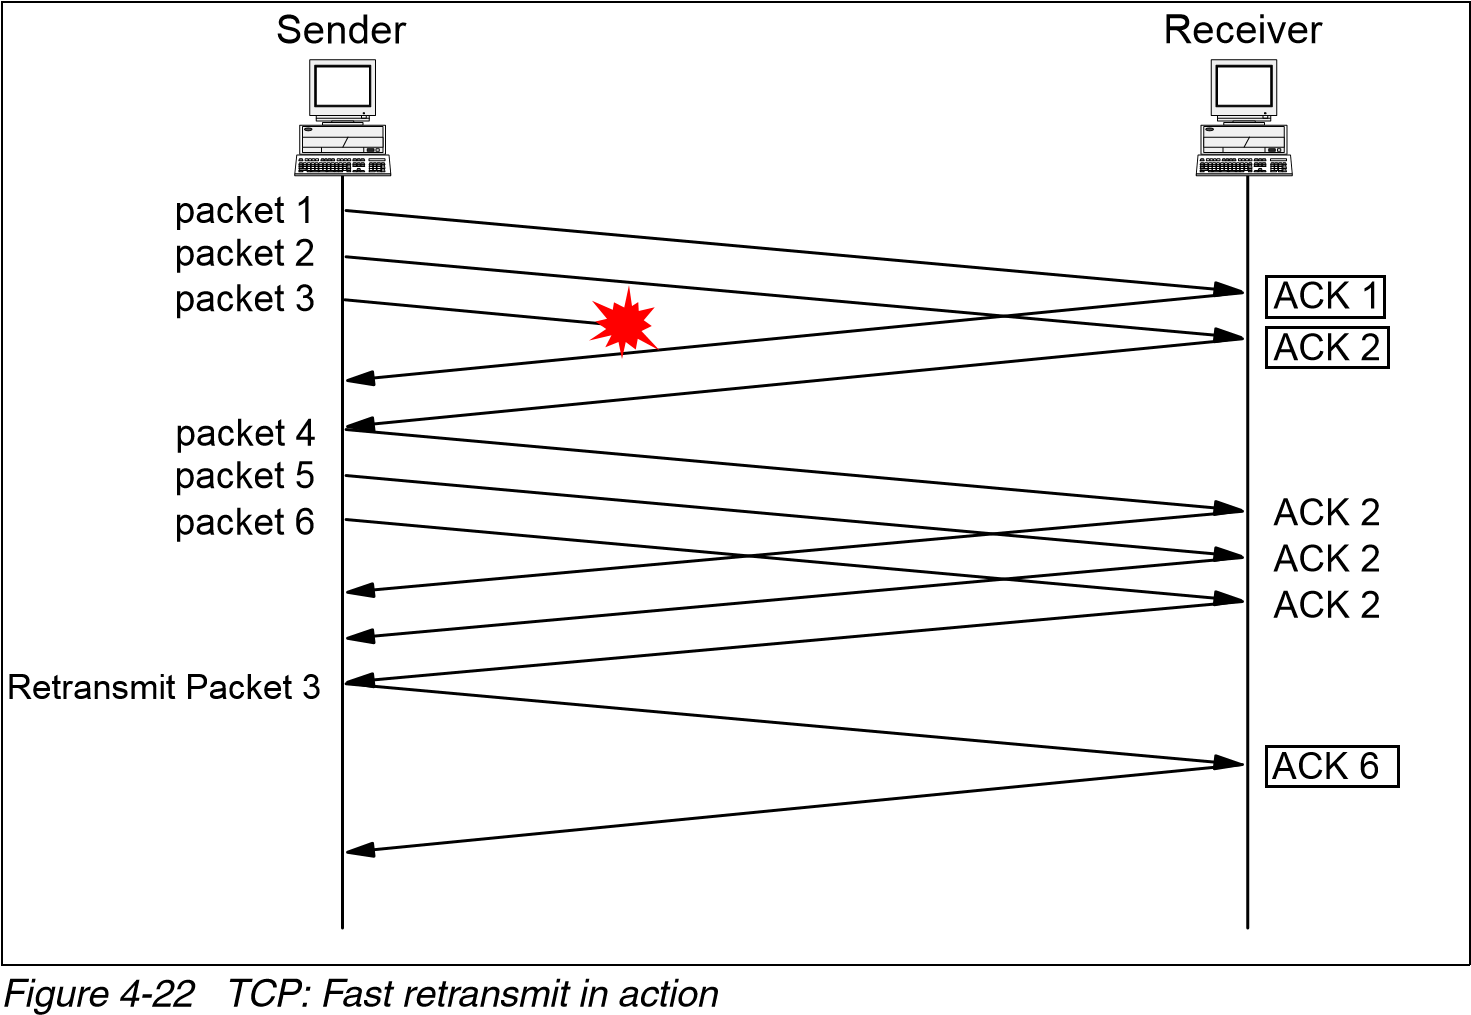 Sender
Receiver
packet 1
packet 2
packet 3
ACK 1
ACK 2
packet 4
packet 5
packet 6
ACK 2
ACK 2
ACK 2
Retransmit Packet 3
ACK 6
Figure 4-22 TCP: Fast retransmit in action